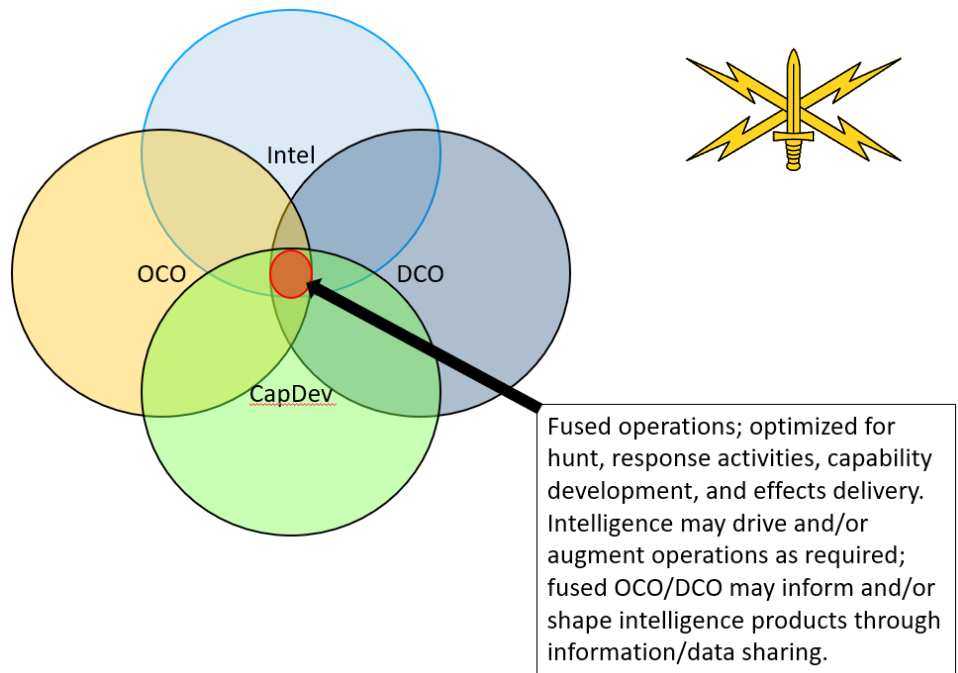 Intel
OCO
DCO
CapDev
Fused operations; optimized for
hunt, response activities, capability
development, and effects delivery.
Intelligence may drive and/or
augment operations as required;
fused OCO/DCO may inform and/or
shape intelligence products through
information/data sharing.